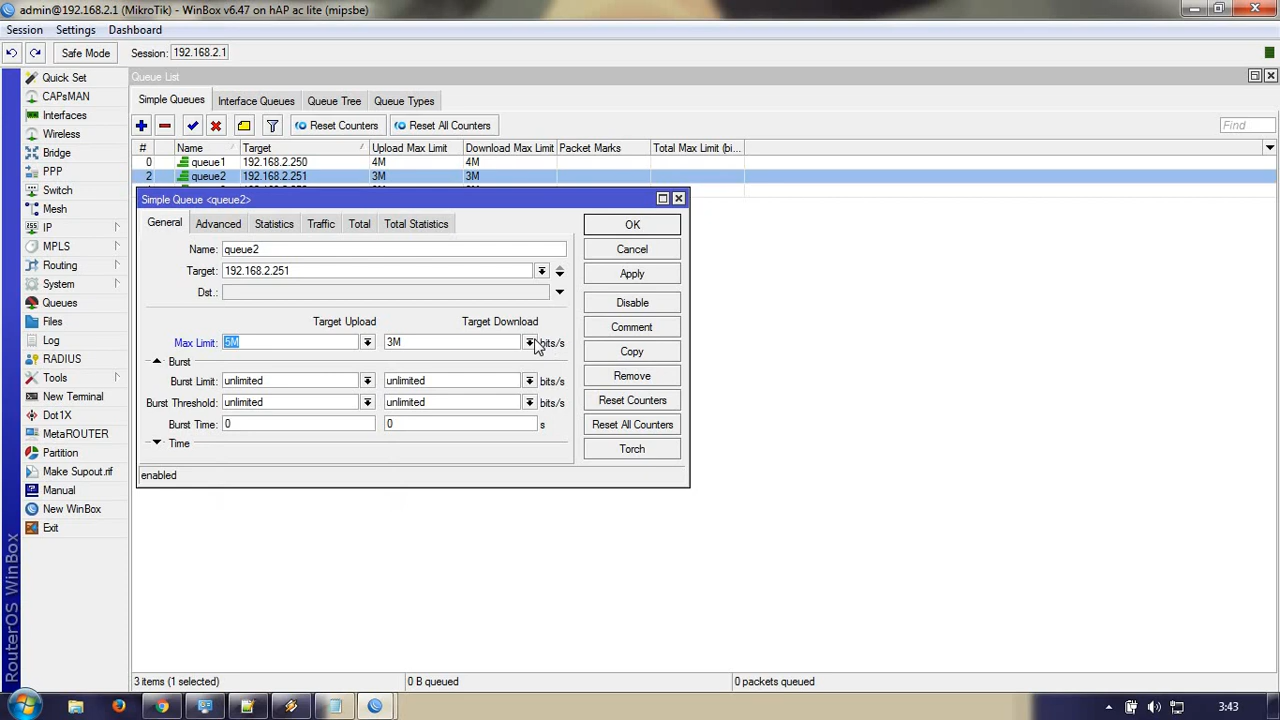 admin@192.168.2.1 (MikroTik) - WinBox v6.47 on hAP ac lite (mipsbe)
Session Settings Dashboard
Safe Mode Session: 192.168.2.1
Quick Set
CAPsMAN
Interfaces
Wireless
Bridge
PPP
Switch
Mesh
IP
MPLS
Routing
System
Queues
Files
Log
RADIUS
Tools
New Terminal
Dot1X
MetaROUTER
Partition
Make Supout.rif
Manual
New WinBox
Exit
RouterOS WinBox
Queue List
Simple Queues Interface Queues Queue Tree Queue Types
Reset Counters Reset All Counters Find
# Name Target Upload Max Limit Download Max Limit Packet Marks Total Max Limit (bi...
0 queue1 192.168.2.250 4M 4M
2 queue2 192.168.2.251 3M 3M
Simple Queue <queue2>
General Advanced Statistics Traffic Total Total Statistics
Name: queue2
Target: 192.168.2.251
Dst.:
Target Upload Target Download
Max Limit: 5M 3M bits/s
Burst
Burst Limit: unlimited unlimited bits/s
Burst Threshold: unlimited unlimited bits/s
Burst Time: 0 0 s
Time
enabled
OK
Cancel
Apply
Disable
Comment
Copy
Remove
Reset Counters
Reset All Counters
Torch
3 items (1 selected) 0 B queued 0 packets queued
3:43